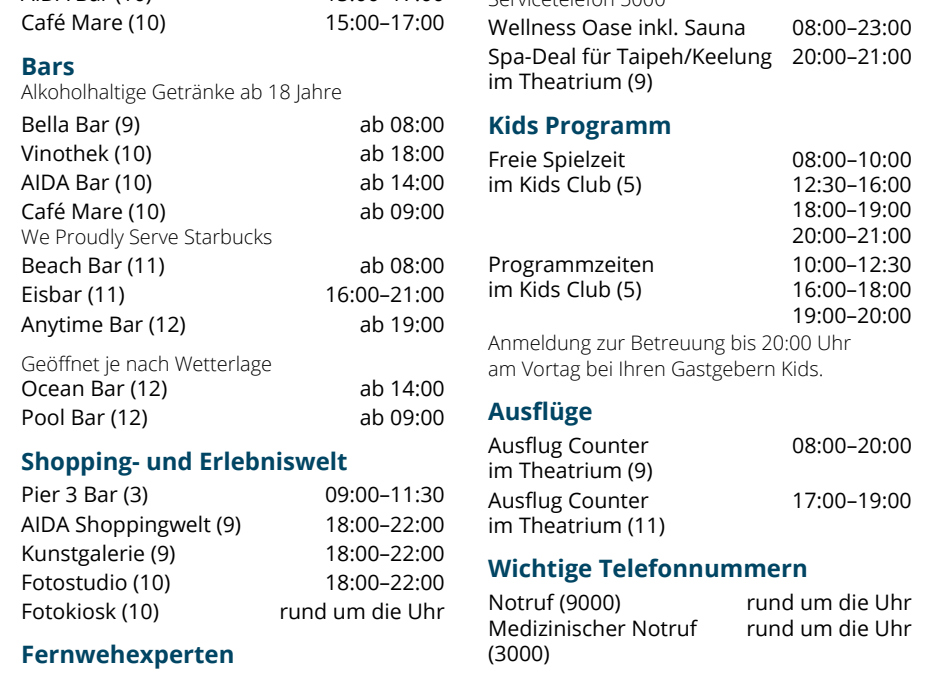 Café Mare (10) 15:00–17:00
Bars
Alkoholhaltige Getränke ab 18 Jahre
Bella Bar (9) ab 08:00
Vinothek (10) ab 18:00
AIDA Bar (10) ab 14:00
Café Mare (10) ab 09:00
We Proudly Serve Starbucks
Beach Bar (11) ab 08:00
Eisbar (11) 16:00–21:00
Anytime Bar (12) ab 19:00
Geöffnet je nach Wetterlage
Ocean Bar (12) ab 14:00
Pool Bar (12) ab 09:00
Shopping- und Erlebniswelt
Pier 3 Bar (3) 09:00–11:30
AIDA Shoppingwelt (9) 18:00–22:00
Kunstgalerie (9) 18:00–22:00
Fotostudio (10) 18:00–22:00
Fotokiosk (10) rund um die Uhr
Fernwehexperten
Servicetelefon 3000
Wellness Oase inkl. Sauna 08:00–23:00
Spa-Deal für Taipeh/Keelung 20:00–21:00
im Theatrium (9)
Kids Programm
Freie Spielzeit 08:00–10:00
im Kids Club (5) 12:30–16:00
18:00–19:00
20:00–21:00
Programmzeiten 10:00–12:30
im Kids Club (5) 16:00–18:00
19:00–20:00
Anmeldung zur Betreuung bis 20:00 Uhr
am Vortag bei Ihren Gastgebern Kids.
Ausflüge
Ausflug Counter 08:00–20:00
im Theatrium (9)
Ausflug Counter 17:00–19:00
im Theatrium (11)
Wichtige Telefonnummern
Notruf (9000) rund um die Uhr
Medizinischer Notruf rund um die Uhr
(3000)